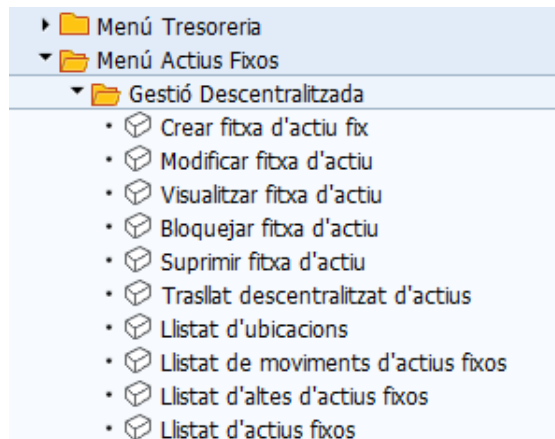 Menú Tresoreria
Menú Actius Fixos
Gestió Descentralitzada
Crear fitxa d'actiu fix
Modificar fitxa d'actiu
Visualitzar fitxa d'actiu
Bloquejar fitxa d'actiu
Suprimir fitxa d'actiu
Trasllat descentralitzat d'actius
Llistat d'ubicacions
Llistat de moviments d'actius fixos
Llistat d'altes d'actius fixos
Llistat d'actius fixos